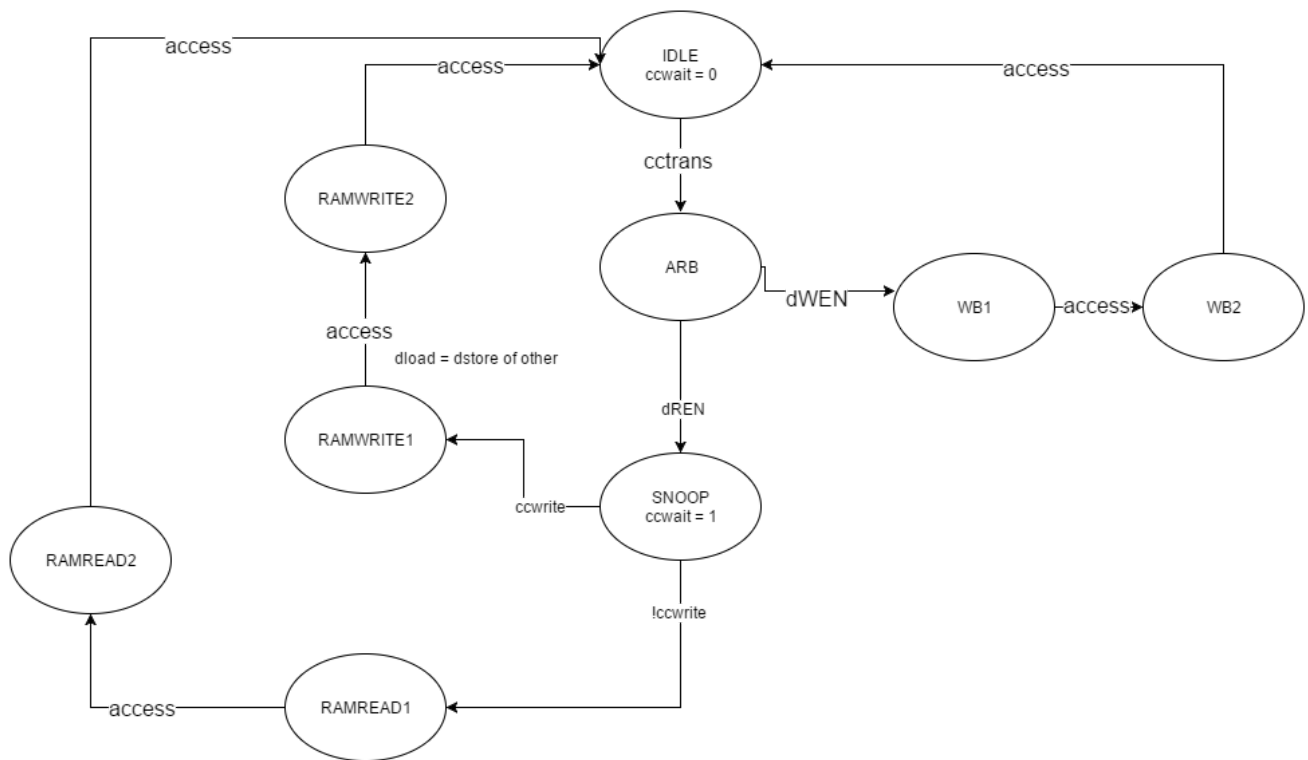 access
IDLE
ccwait = 0
access
access
cctrans
RAMWRITE2
ARB
dWEN
WB1
access
WB2
access
dload = dstore of other
dREN
RAMWRITE1
SNOOP
ccwait = 1
ccwrite
RAMREAD2
!ccwrite
access
RAMREAD1